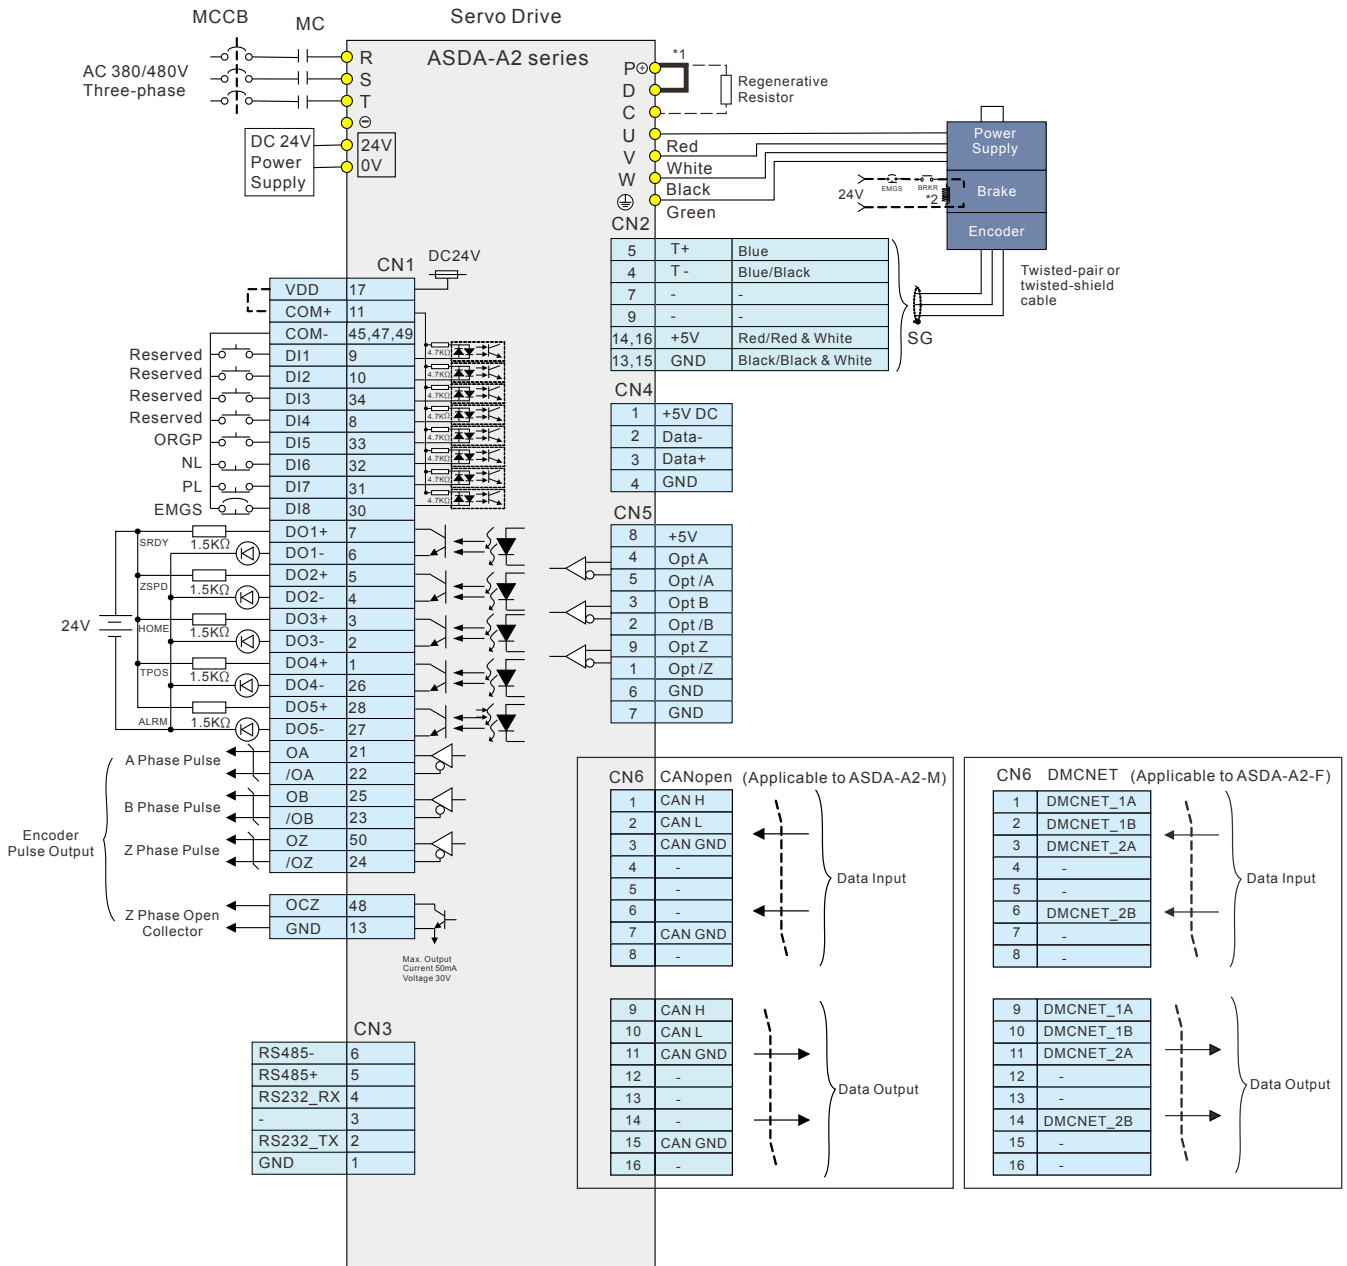 MCCB
MC
Servo Drive
AC 380/480V
Three-phase
R
S
T
⊖
ASDA-A2 series
DC 24V
Power
Supply
24V
0V
P⊕
D
C
U
V
W
*1
Regenerative
Resistor
Red
White
Black
Green
Power
Supply
Brake
Encoder
24V
EMGS
BRKR
*2
Twisted-pair or
twisted-shield
cable
SG
CN2
5 T+ Blue
4 T - Blue/Black
7 - -
9 - -
14,16 +5V Red/Red & White
13,15 GND Black/Black & White
CN4
1 +5V DC
2 Data-
3 Data+
4 GND
CN5
8 +5V
4 Opt A
5 Opt /A
3 Opt B
2 Opt /B
9 Opt Z
1 Opt /Z
6 GND
7 GND
CN1
DC24V
VDD 17
COM+ 11
COM- 45,47,49
Reserved DI1 9 4.7KΩ
Reserved DI2 10 4.7KΩ
Reserved DI3 34 4.7KΩ
Reserved DI4 8 4.7KΩ
ORGP DI5 33 4.7KΩ
NL DI6 32 4.7KΩ
PL DI7 31 4.7KΩ
EMGS DI8 30 4.7KΩ
24V
SRDY 1.5KΩ DO1+ 7
DO1- 6
ZSPD 1.5KΩ DO2+ 5
DO2- 4
HOME 1.5KΩ DO3+ 3
DO3- 2
TPOS 1.5KΩ DO4+ 1
DO4- 26
ALRM 1.5KΩ DO5+ 28
DO5- 27
Encoder
Pulse Output
A Phase Pulse
OA 21
/OA 22
B Phase Pulse
OB 25
/OB 23
Z Phase Pulse
OZ 50
/OZ 24
Z Phase Open
Collector
OCZ 48
GND 13
Max. Output
Current 50mA
Voltage 30V
CN3
RS485- 6
RS485+ 5
RS232_RX 4
- 3
RS232_TX 2
GND 1
CN6 CANopen (Applicable to ASDA-A2-M)
1 CAN H
2 CAN L
3 CAN GND
4 -
5 -
6 -
7 CAN GND
8 -
Data Input
9 CAN H
10 CAN L
11 CAN GND
12 -
13 -
14 -
15 CAN GND
16 -
Data Output
CN6 DMCNET (Applicable to ASDA-A2-F)
1 DMCNET_1A
2 DMCNET_1B
3 DMCNET_2A
4 -
5 -
6 DMCNET_2B
7 -
8 -
Data Input
9 DMCNET_1A
10 DMCNET_1B
11 DMCNET_2A
12 -
13 -
14 DMCNET_2B
15 -
16 -
Data Output